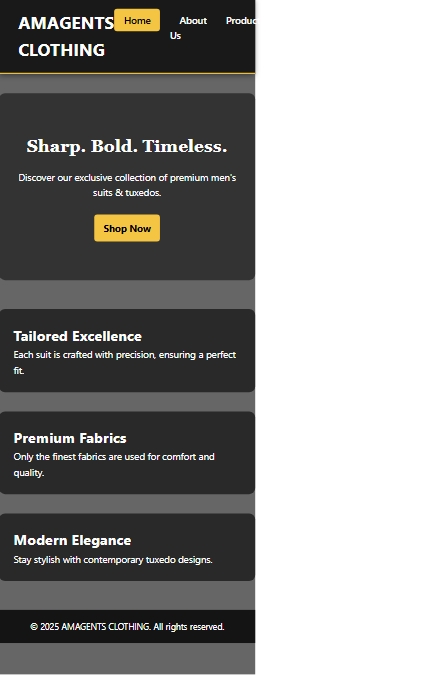 AMAGENTS CLOTHING
Home
About Us
Produc
Sharp. Bold. Timeless.
Discover our exclusive collection of premium men's
suits & tuxedos.
Shop Now
Tailored Excellence
Each suit is crafted with precision, ensuring a perfect
fit.
Premium Fabrics
Only the finest fabrics are used for comfort and
quality.
Modern Elegance
Stay stylish with contemporary tuxedo designs.
© 2025 AMAGENTS CLOTHING. All rights reserved.